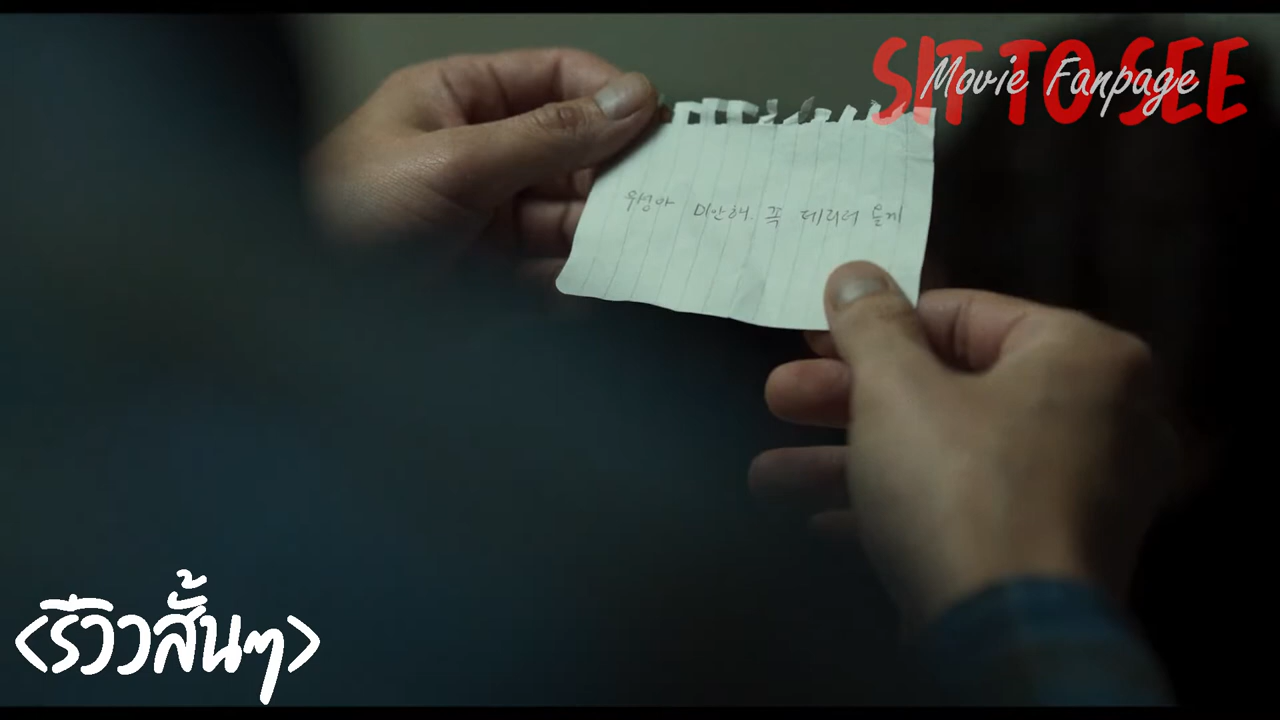 SIT TO SEE
Movie Fanpage
우성아 미안해. 꼭 데리러 올게
<รีวิวสั้นๆ>